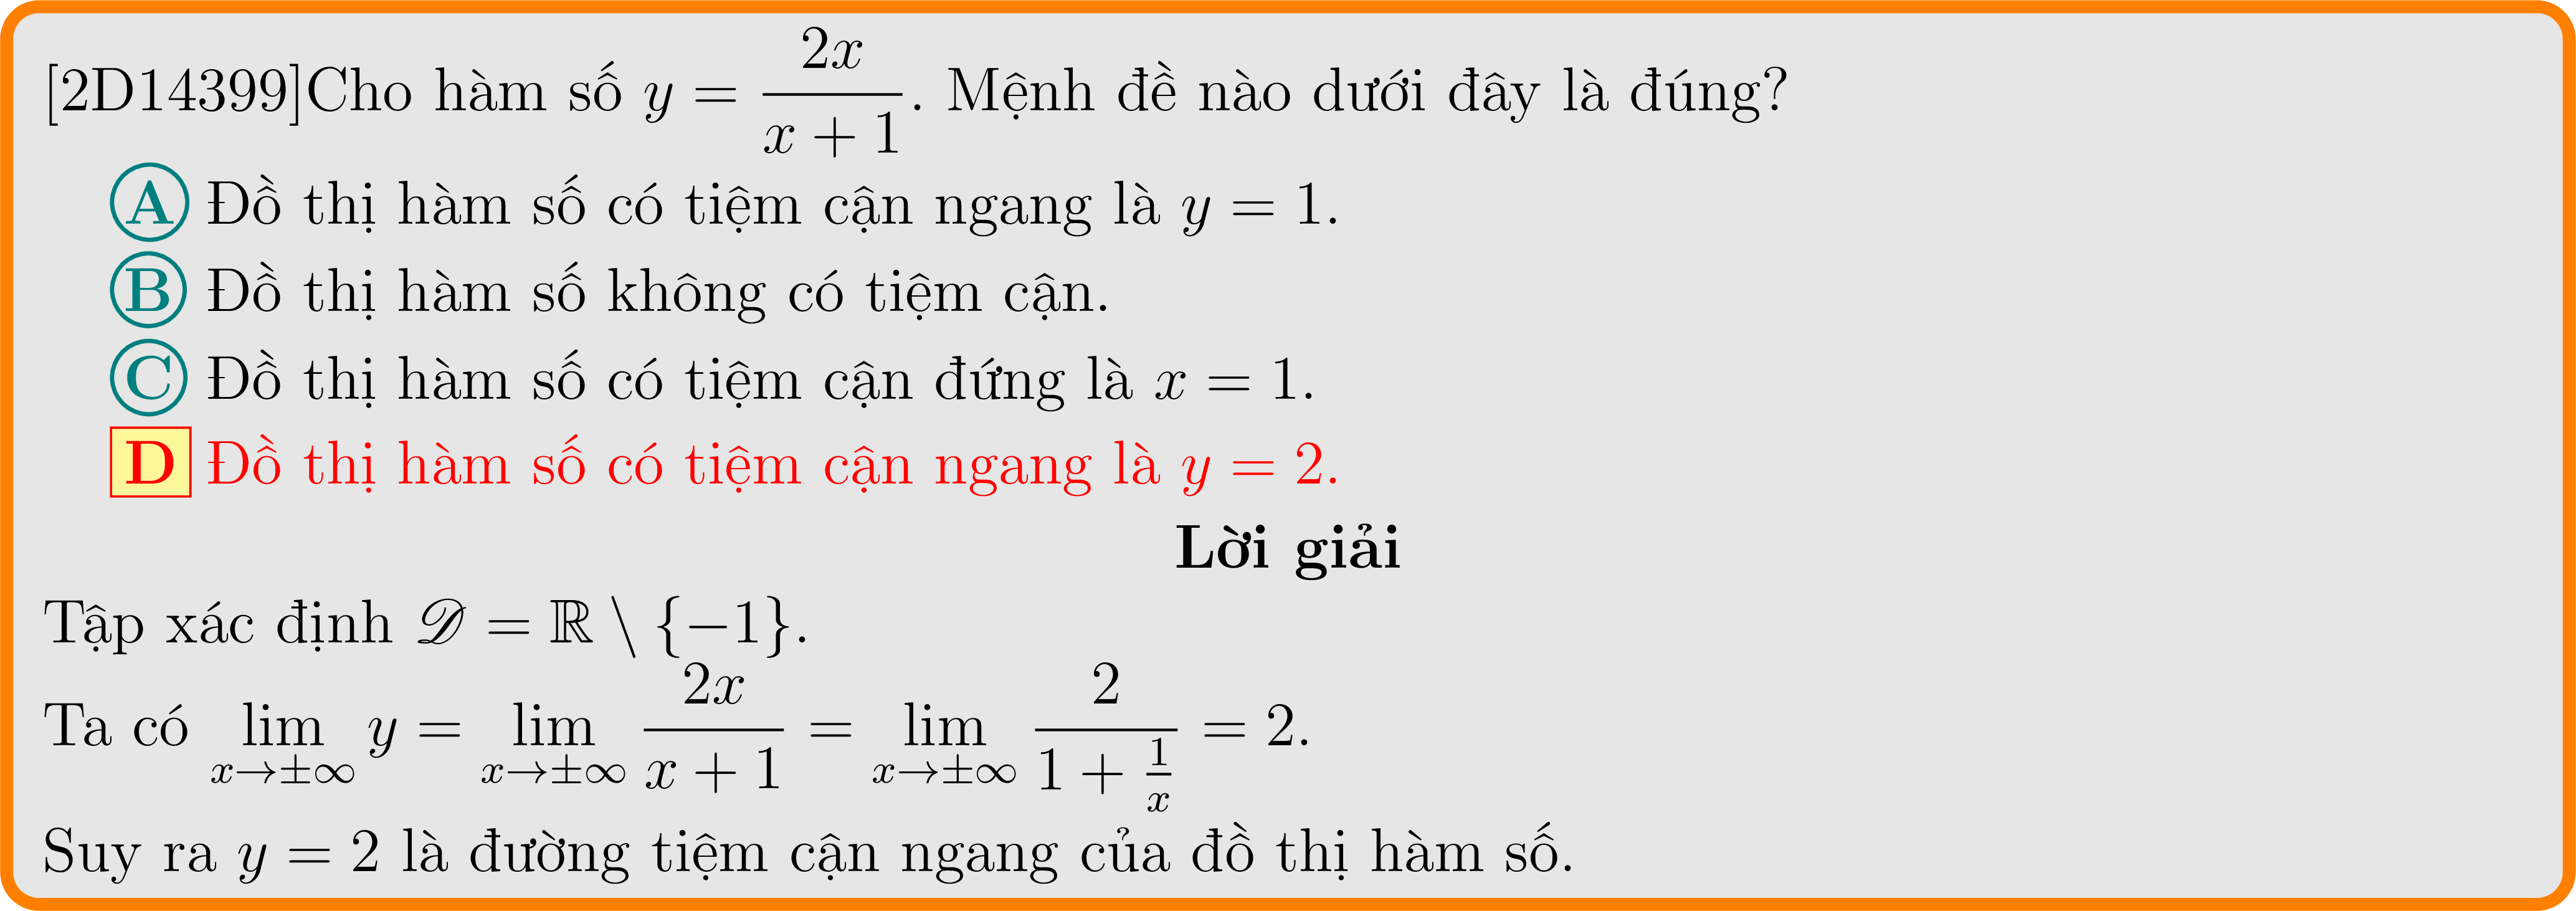 [2D14399]Cho hàm số $y = \dfrac{2x}{x+1}$. Mệnh đề nào dưới đây là đúng?
Ⓐ Đồ thị hàm số có tiệm cận ngang là $y = 1$.
Ⓑ Đồ thị hàm số không có tiệm cận.
Ⓒ Đồ thị hàm số có tiệm cận đứng là $x = 1$.
D Đồ thị hàm số có tiệm cận ngang là $y = 2$.
Lời giải
Tập xác định $\mathscr{D} = \mathbb{R} \setminus \{-1\}$.
Ta có $\lim\limits_{x \to \pm\infty} y = \lim\limits_{x \to \pm\infty} \dfrac{2x}{x+1} = \lim\limits_{x \to \pm\infty} \dfrac{2}{1+\frac{1}{x}} = 2$.
Suy ra $y = 2$ là đường tiệm cận ngang của đồ thị hàm số.